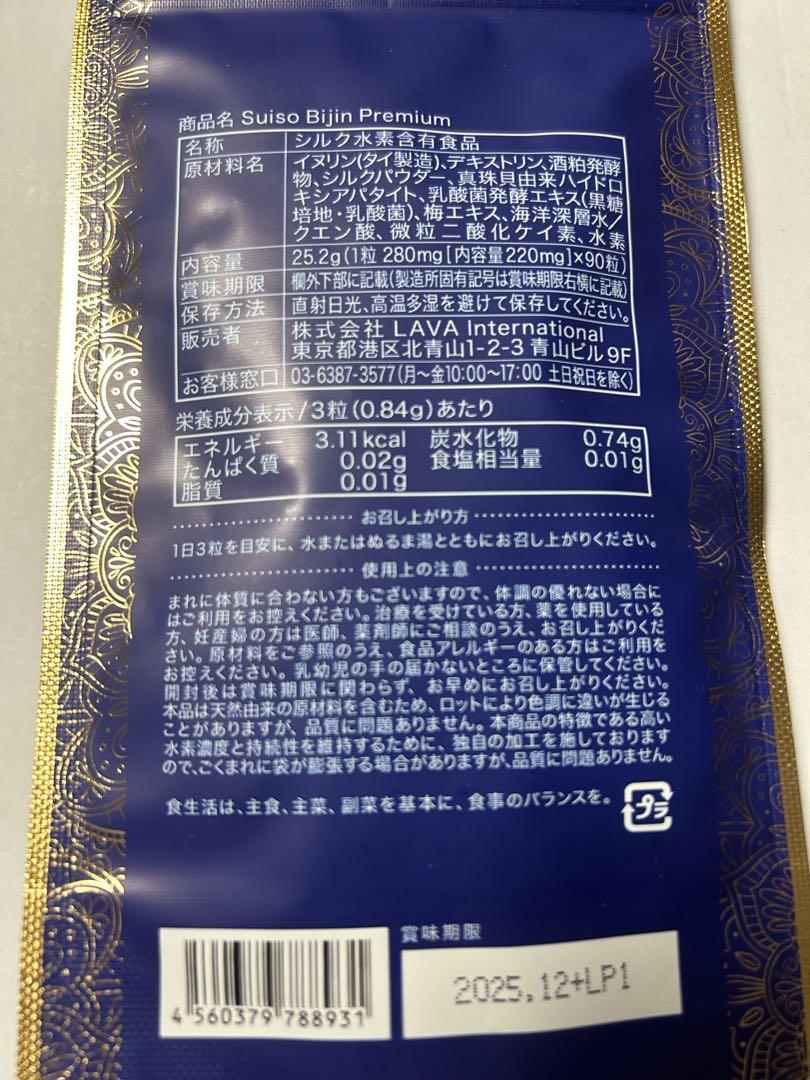 商品名 Suiso Bijin Premium
名称 シルク水素含有食品
原材料名 イヌリン(タイ製造)、デキストリン、酒粕発酵
物、シルクパウダー、真珠貝由来ハイドロ
キシアパタイト、乳酸菌発酵エキス(黒糖
培地・乳酸菌)、梅エキス、海洋深層水/
クエン酸、微粒二酸化ケイ素、水素
内容量 25.2g(1粒 280mg[内容量 220mg]×90粒)
賞味期限 欄外下部に記載(製造所固有記号は賞味期限右横に記載)
保存方法 直射日光、高温多湿を避けて保存してください。
販売者 株式会社 LAVA International
東京都港区北青山1-2-3 青山ビル 9F
お客様窓口 03-6387-3577(月〜金10:00〜17:00 土日祝日を除く)
栄養成分表示/3粒(0.84g)あたり
エネルギー 3.11kcal 炭水化物 0.74g
たんぱく質 0.02g 食塩相当量 0.01g
脂質 0.01g
お召し上がり方
1日3粒を目安に、水またはぬるま湯とともにお召し上がりください。
使用上の注意
まれに体質に合わない方もございますので、体調の優れない場合に
はご利用をお控えください。治療を受けている方、薬を使用している
方、妊産婦の方は医師、薬剤師にご相談のうえ、お召し上がりくだ
さい。原材料をご参照のうえ、食品アレルギーのある方はご利用を
お控えください。乳幼児の手の届かないところに保管してください。
開封後は賞味期限に関わらず、お早めにお召し上がりください。
本品は天然由来の原材料を含むため、ロットにより色調に違いが生じる
ことがありますが、品質に問題ありません。本商品の特徴である高い
水素濃度と持続性を維持するために、独自の加工を施しております
ので、ごくまれに袋が膨張する場合がありますが、品質に問題ありません。
食生活は、主食、主菜、副菜を基本に、食事のバランスを。
プラ
賞味期限
2025.12+LP1
4 560379 788931